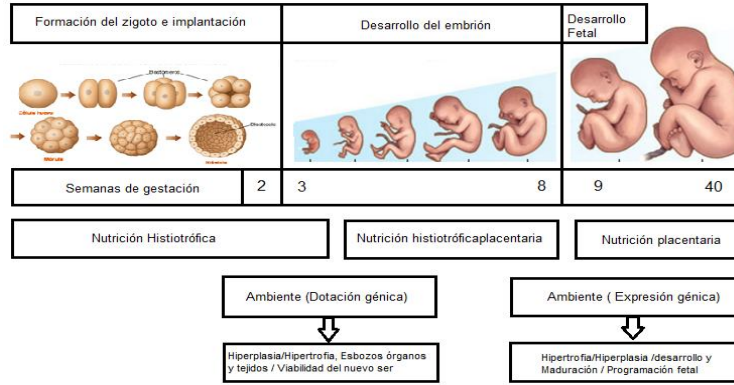 Formación del zigoto e implantación
Desarrollo del embrión
Desarrollo
Fetal
Blastómeros
Mórula
Semanas de gestación
2
3
8
9
40
Nutrición Histiotrófica
Nutrición histiotróficaplacentaria
Nutrición placentaria
Ambiente (Dotación génica)
Ambiente ( Expresión génica)
Hiperplasia/Hipertrofia, Esbozos órganos
y tejidos / Viabilidad del nuevo ser
Hipertrofia/Hiperplasia /desarrollo y
Maduración / Programación fetal